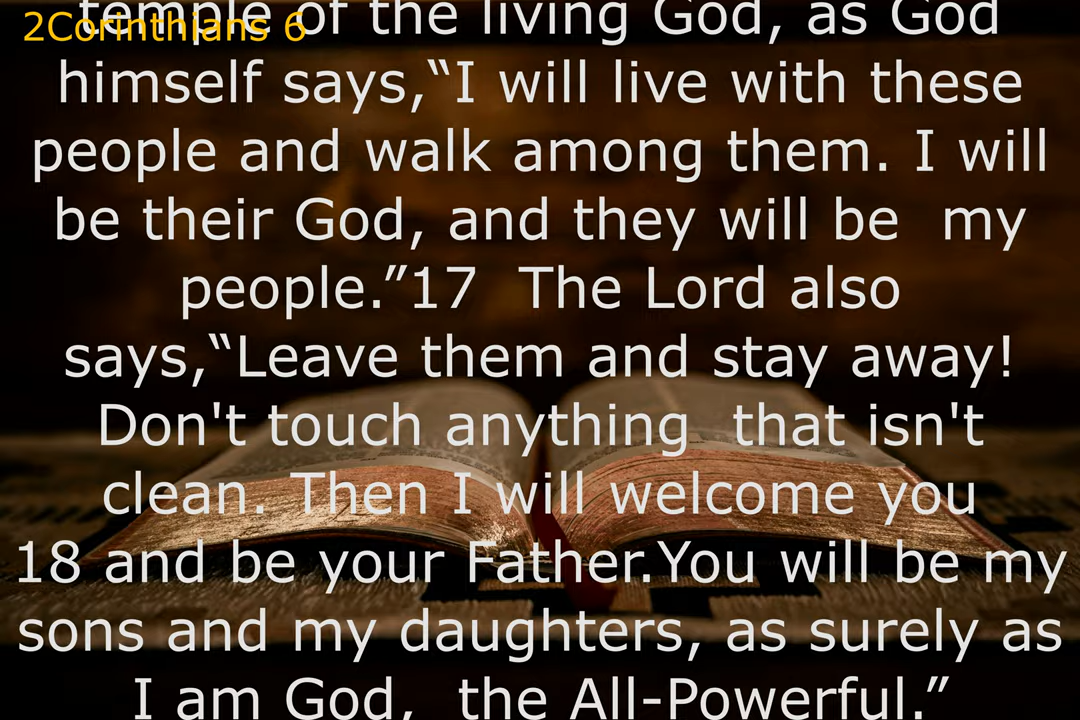 2Corinthians 6
temple of the living God, as God
himself says,“I will live with these
people and walk among them. I will
be their God, and they will be  my
people.”17  The Lord also
says,“Leave them and stay away!
Don't touch anything  that isn't
clean. Then I will welcome you
18 and be your Father.You will be my
sons and my daughters, as surely as
I am God,  the All-Powerful.”